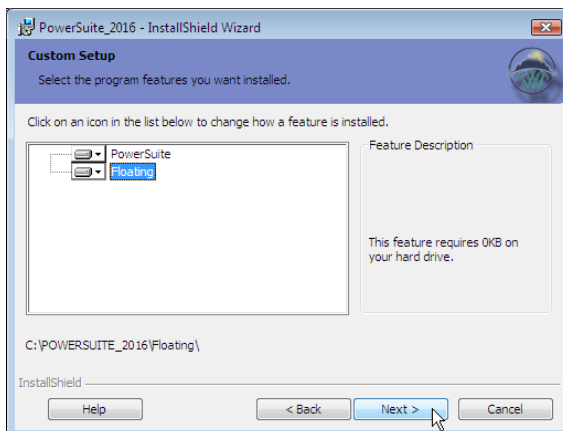 PowerSuite_2016 - InstallShield Wizard
Custom Setup
Select the program features you want installed.
Click on an icon in the list below to change how a feature is installed.
PowerSuite
Floating
Feature Description
This feature requires 0KB on
your hard drive.
C:\POWERSUITE_2016\Floating\
InstallShield
Help
< Back
Next >
Cancel